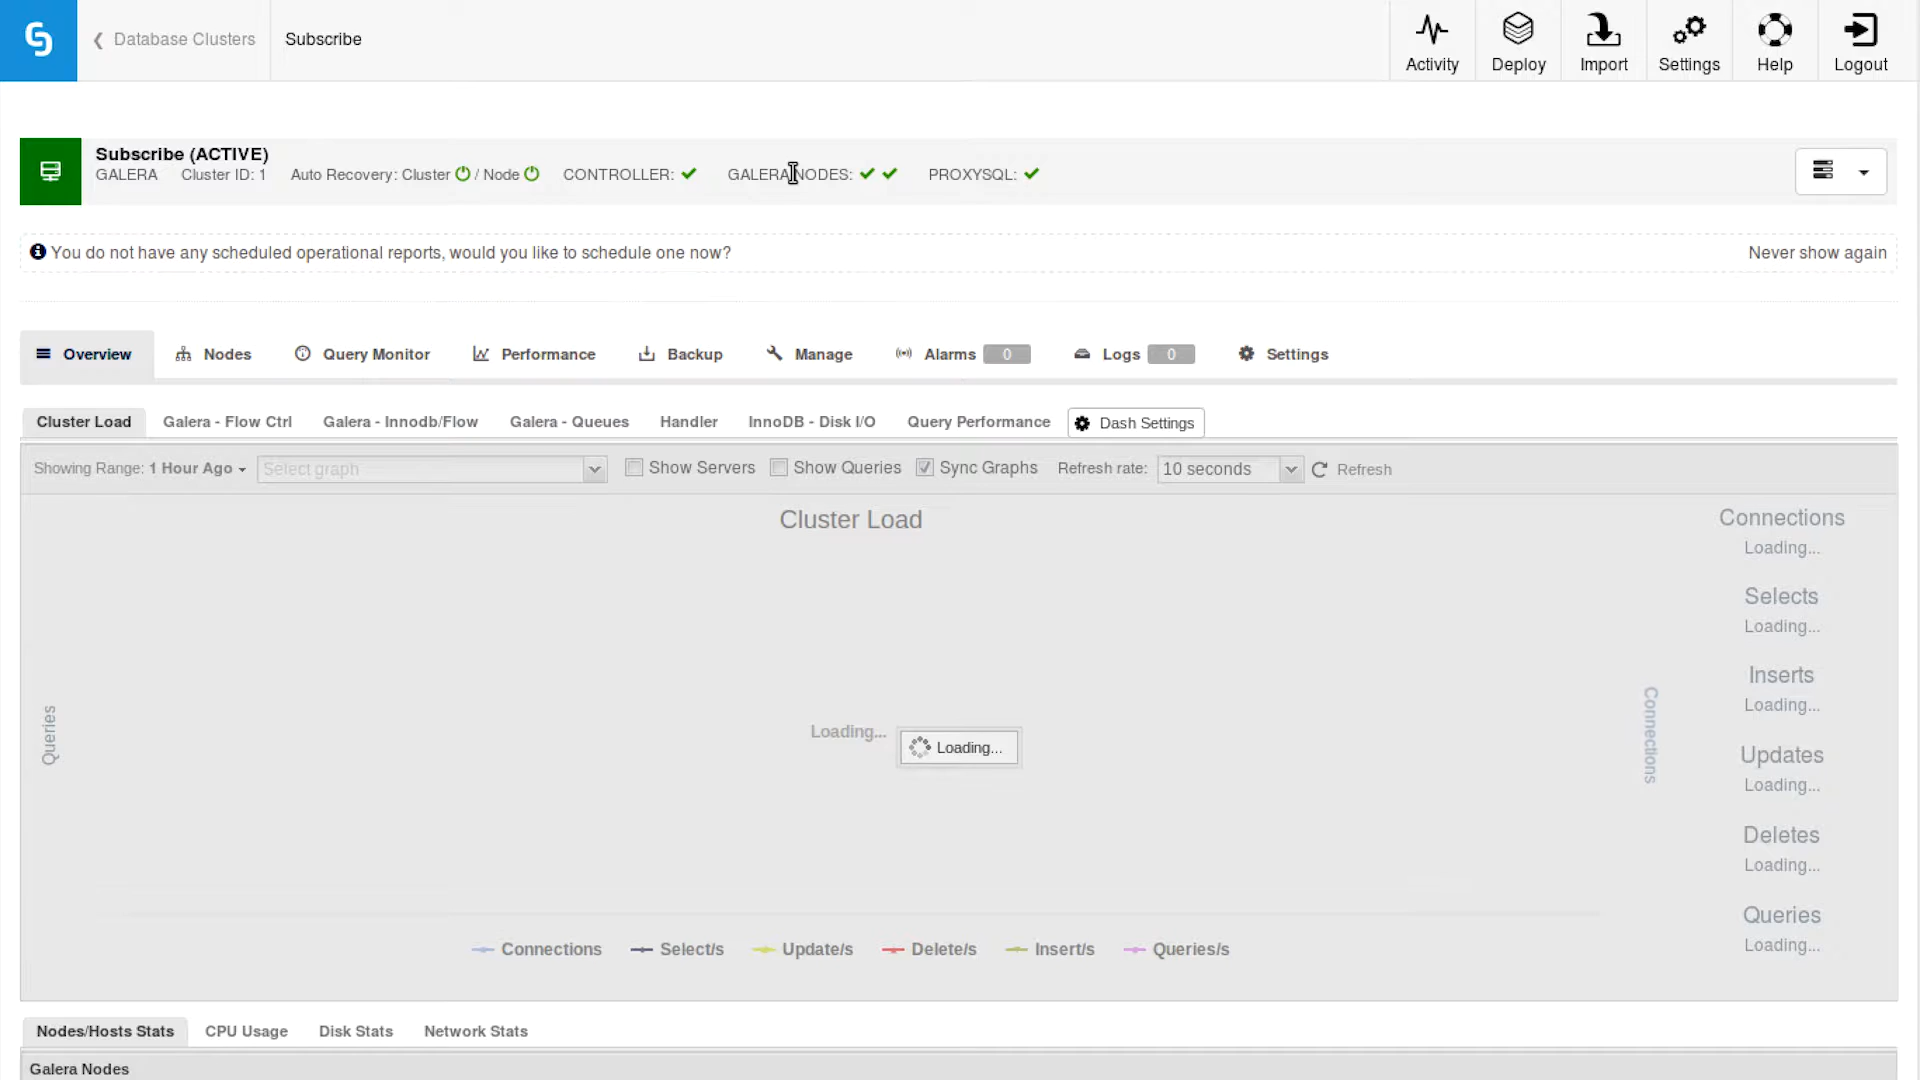 ❮ Database Clusters
Subscribe
Activity
Deploy
Import
Settings
Help
Logout
Subscribe (ACTIVE)
GALERA Cluster ID: 1 Auto Recovery: Cluster / Node CONTROLLER: ✔ GALERA NODES: ✔ ✔ PROXYSQL: ✔
You do not have any scheduled operational reports, would you like to schedule one now?
Never show again
Overview Nodes Query Monitor Performance Backup Manage Alarms 0 Logs 0 Settings
Cluster Load Galera - Flow Ctrl Galera - Innodb/Flow Galera - Queues Handler InnoDB - Disk I/O Query Performance Dash Settings
Showing Range: 1 Hour Ago Select graph Show Servers Show Queries Sync Graphs Refresh rate: 10 seconds Refresh
Cluster Load
Queries
Loading...
Loading...
Connections
Connections
Loading...
Selects
Loading...
Inserts
Loading...
Updates
Loading...
Deletes
Loading...
Queries
Loading...
Connections Select/s Update/s Delete/s Insert/s Queries/s
Nodes/Hosts Stats CPU Usage Disk Stats Network Stats
Galera Nodes